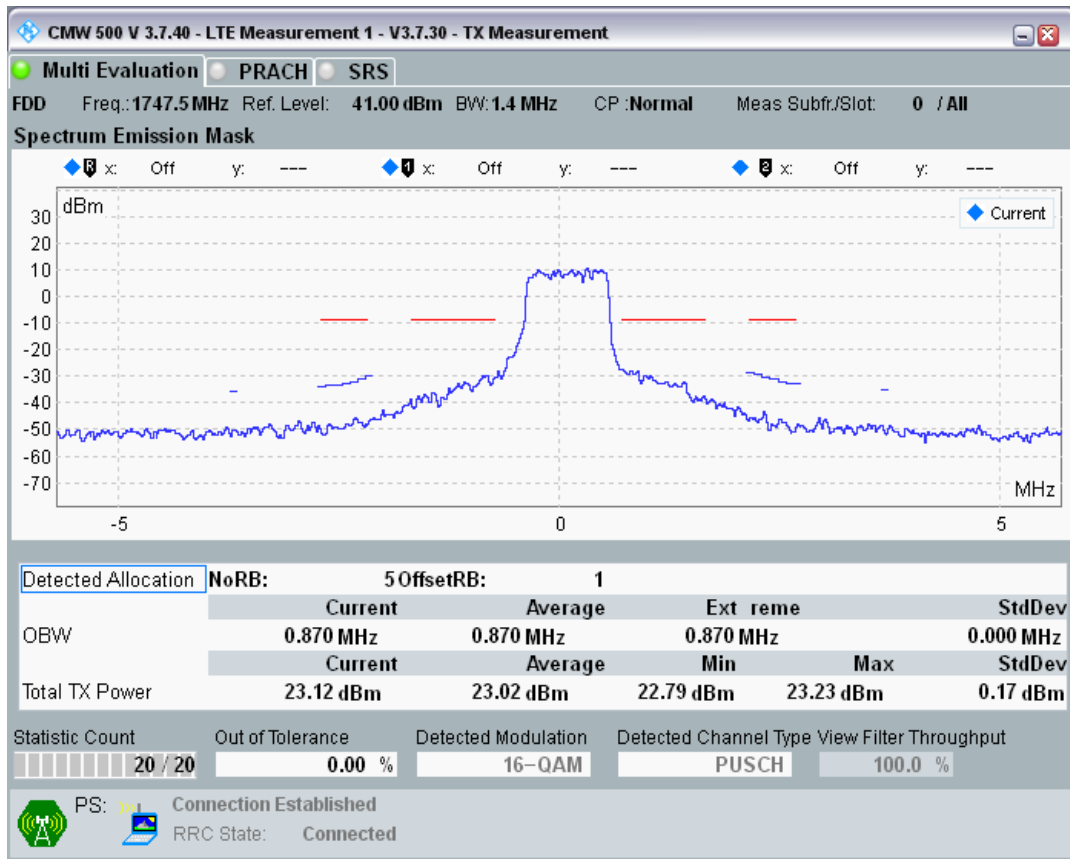 CMW 500 V 3.7.40 - LTE Measurement 1 - V3.7.30 - TX Measurement
Multi Evaluation PRACH SRS
FDD Freq.: 1747.5 MHz Ref. Level: 41.00 dBm BW: 1.4 MHz CP :Normal Meas Subfr./Slot: 0 / All
Spectrum Emission Mask
R x: Off y: --- 1 x: Off y: --- 2 x: Off y: ---
dBm
Current
30
20
10
0
-10
-20
-30
-40
-50
-60
-70
MHz
-5 0 5
Detected Allocation NoRB: 5 OffsetRB: 1
Current Average Ext reme StdDev
OBW 0.870 MHz 0.870 MHz 0.870 MHz 0.000 MHz
Current Average Min Max StdDev
Total TX Power 23.12 dBm 23.02 dBm 22.79 dBm 23.23 dBm 0.17 dBm
Statistic Count Out of Tolerance Detected Modulation Detected Channel Type View Filter Throughput
20 / 20 0.00 % 16-QAM PUSCH 100.0 %
PS: Connection Established
RRC State: Connected